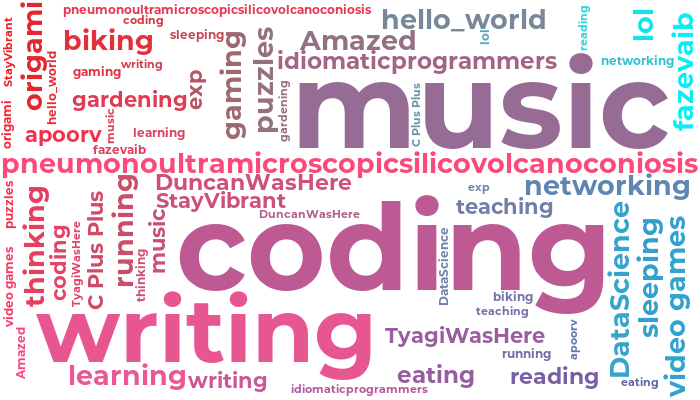 pneumonoultramicroscopicsilicovolcanoconiosis
StayVibrant
origami
coding
biking
sleeping
hello_world
lol
reading
lol
fazevaib
Amazed
hello_world
gaming
writing
exp
gaming
puzzles
idiomaticprogrammers
networking
gardening
music
gardening
music
C Plus Plus
origami
apoorv
learning
fazevaib
pneumonoultramicroscopicsilicovolcanoconiosis
puzzles
thinking
DuncanWasHere
exp
networking
StayVibrant
teaching
C Plus Plus
running
music
DuncanWasHere
coding
coding
TyagiWasHere
thinking
DataScience
DataScience
sleeping
video games
video games
biking
teaching
writing
TyagiWasHere
apoorv
Amazed
running
learning
writing
eating
reading
eating
idiomaticprogrammers